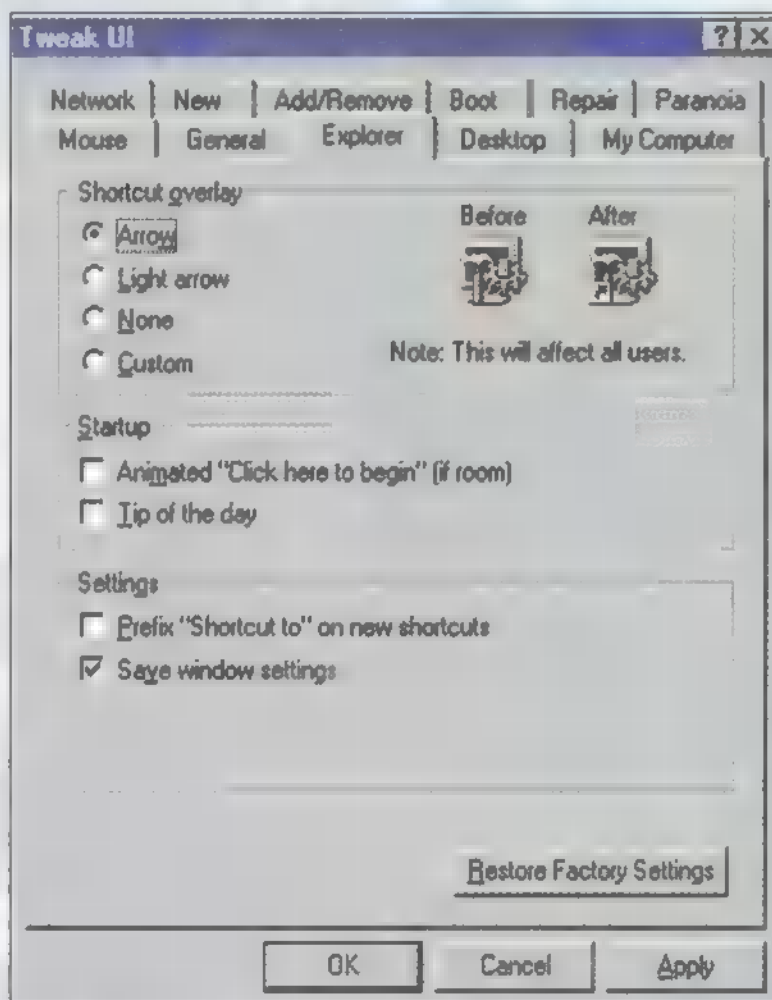 Tweak UI
Network New Add/Remove Boot Repair Paranoia
Mouse General Explorer Desktop My Computer
Shortcut overlay
Before After
Arrow
Light arrow
None
Custom
Note: This will affect all users.
Startup
Animated "Click here to begin" (if room)
Tip of the day
Settings
Prefix "Shortcut to" on new shortcuts
Save window settings
Restore Factory Settings
OK Cancel Apply